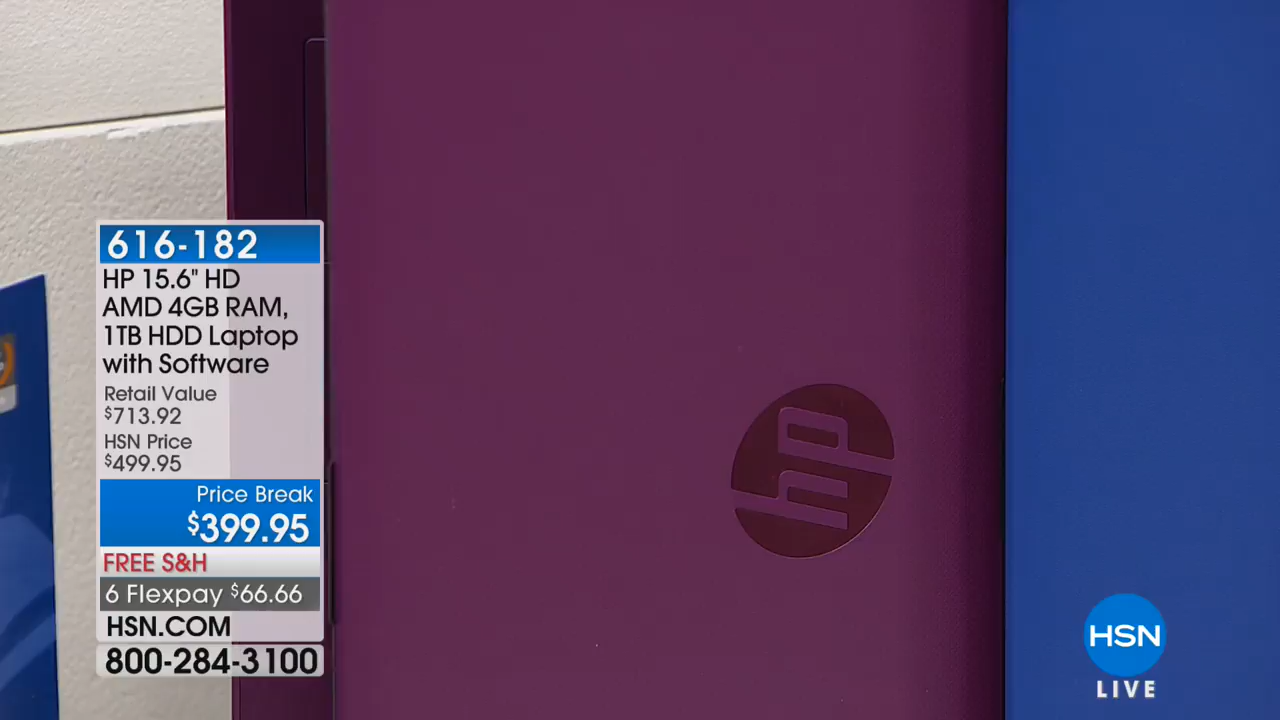 616-182
HP 15.6" HD
AMD 4GB RAM,
1TB HDD Laptop
with Software
Retail Value
$713.92
HSN Price
$499.95
Price Break
$399.95
FREE S&H
6 Flexpay $66.66
HSN.COM
800-284-3100
hp
HSN
LIVE